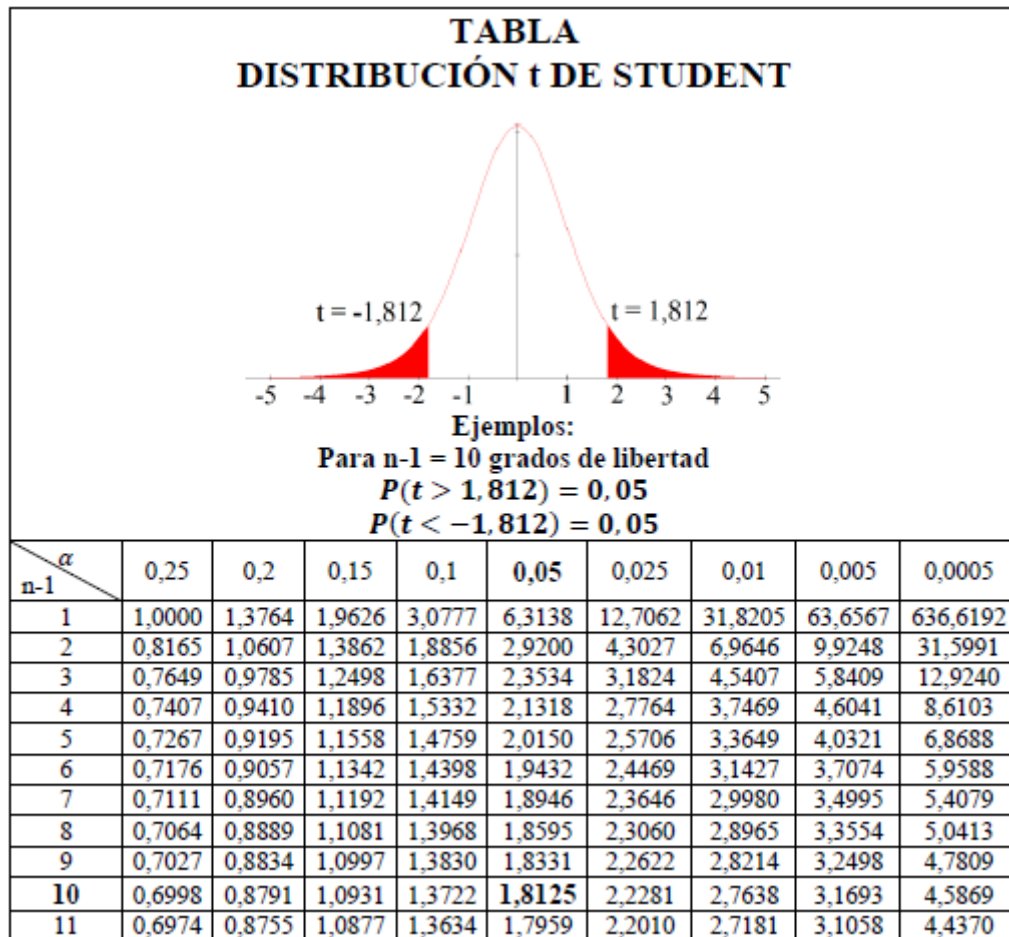 TABLA
DISTRIBUCIÓN t DE STUDENT
t = -1,812 t = 1,812
-5 -4 -3 -2 -1 1 2 3 4 5
Ejemplos:
Para n-1 = 10 grados de libertad
P(t > 1,812) = 0,05
P(t < −1,812) = 0,05
α
n-1 0,25 0,2 0,15 0,1 0,05 0,025 0,01 0,005 0,0005
1 1,0000 1,3764 1,9626 3,0777 6,3138 12,7062 31,8205 63,6567 636,6192
2 0,8165 1,0607 1,3862 1,8856 2,9200 4,3027 6,9646 9,9248 31,5991
3 0,7649 0,9785 1,2498 1,6377 2,3534 3,1824 4,5407 5,8409 12,9240
4 0,7407 0,9410 1,1896 1,5332 2,1318 2,7764 3,7469 4,6041 8,6103
5 0,7267 0,9195 1,1558 1,4759 2,0150 2,5706 3,3649 4,0321 6,8688
6 0,7176 0,9057 1,1342 1,4398 1,9432 2,4469 3,1427 3,7074 5,9588
7 0,7111 0,8960 1,1192 1,4149 1,8946 2,3646 2,9980 3,4995 5,4079
8 0,7064 0,8889 1,1081 1,3968 1,8595 2,3060 2,8965 3,3554 5,0413
9 0,7027 0,8834 1,0997 1,3830 1,8331 2,2622 2,8214 3,2498 4,7809
10 0,6998 0,8791 1,0931 1,3722 1,8125 2,2281 2,7638 3,1693 4,5869
11 0,6974 0,8755 1,0877 1,3634 1,7959 2,2010 2,7181 3,1058 4,4370